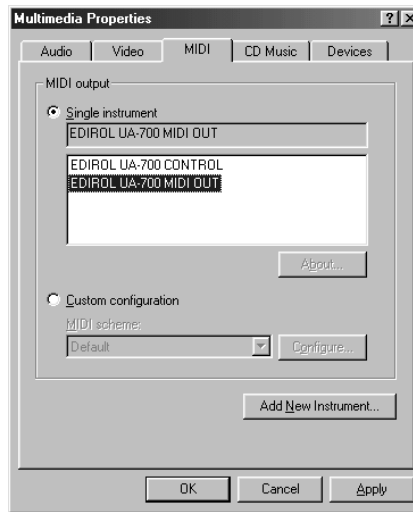 Multimedia Properties
? ×
Audio Video MIDI CD Music Devices
MIDI output
Single instrument
EDIROL UA-700 MIDI OUT
EDIROL UA-700 CONTROL
EDIROL UA-700 MIDI OUT
About...
Custom configuration
MIDI scheme:
Default Configure...
Add New Instrument...
OK Cancel Apply